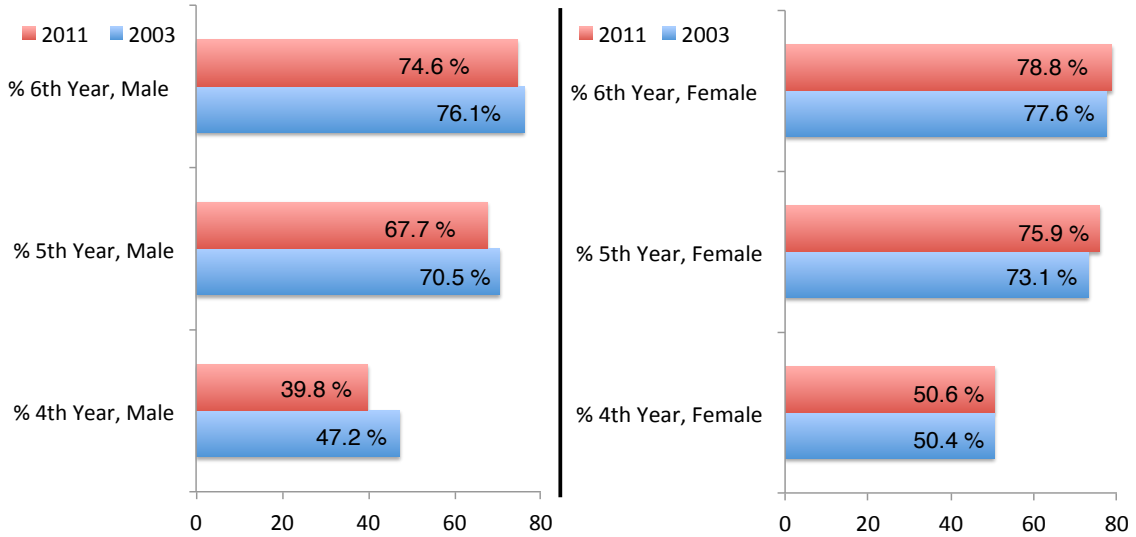 2011 2003
% 6th Year, Male
74.6 %
76.1%
% 5th Year, Male
67.7 %
70.5 %
% 4th Year, Male
39.8 %
47.2 %
0 20 40 60 80
2011 2003
% 6th Year, Female
78.8 %
77.6 %
% 5th Year, Female
75.9 %
73.1 %
% 4th Year, Female
50.6 %
50.4 %
0 20 40 60 80